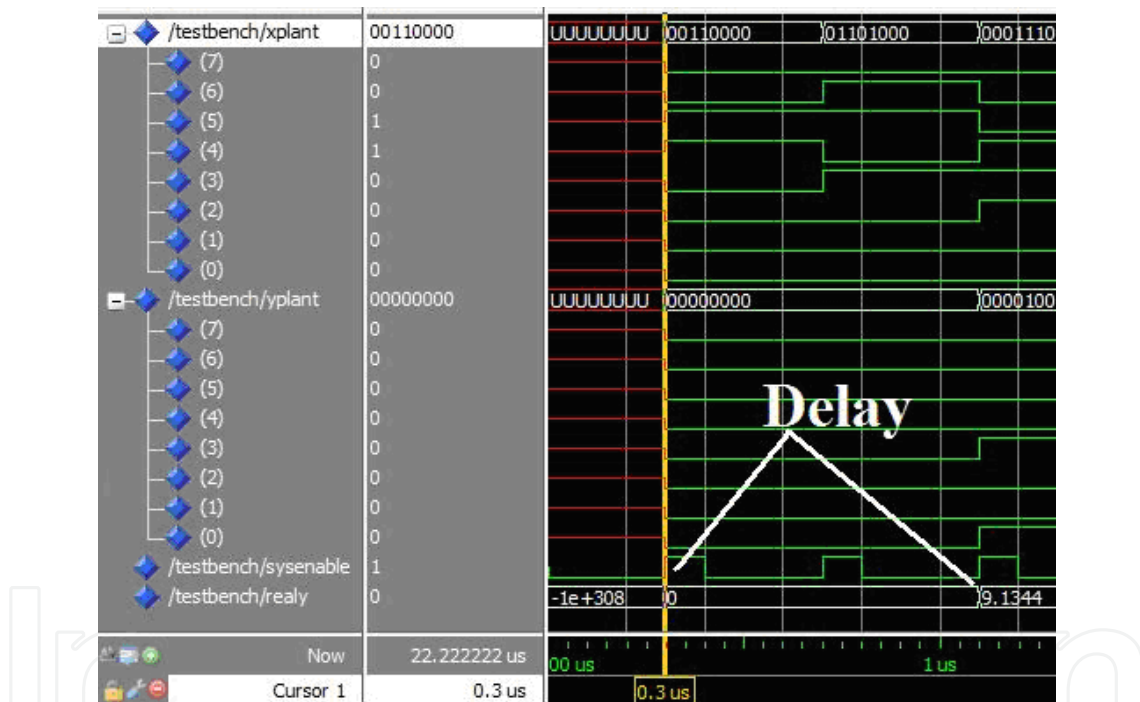 /testbench/xplant 00110000 UUUUUUUU 00110000 01101000 0001110
(7) 0
(6) 0
(5) 1
(4) 1
(3) 0
(2) 0
(1) 0
(0) 0
/testbench/yplant 00000000 UUUUUUUU 00000000 0000100
(7) 0
(6) 0
(5) 0
(4) 0
Delay
(3) 0
(2) 0
(1) 0
(0) 0
/testbench/sysenable 1
/testbench/realy 0 -1e+308 0 9.1344
Now 22.222222 us 00 us 1 us
Cursor 1 0.3 us 0.3 us